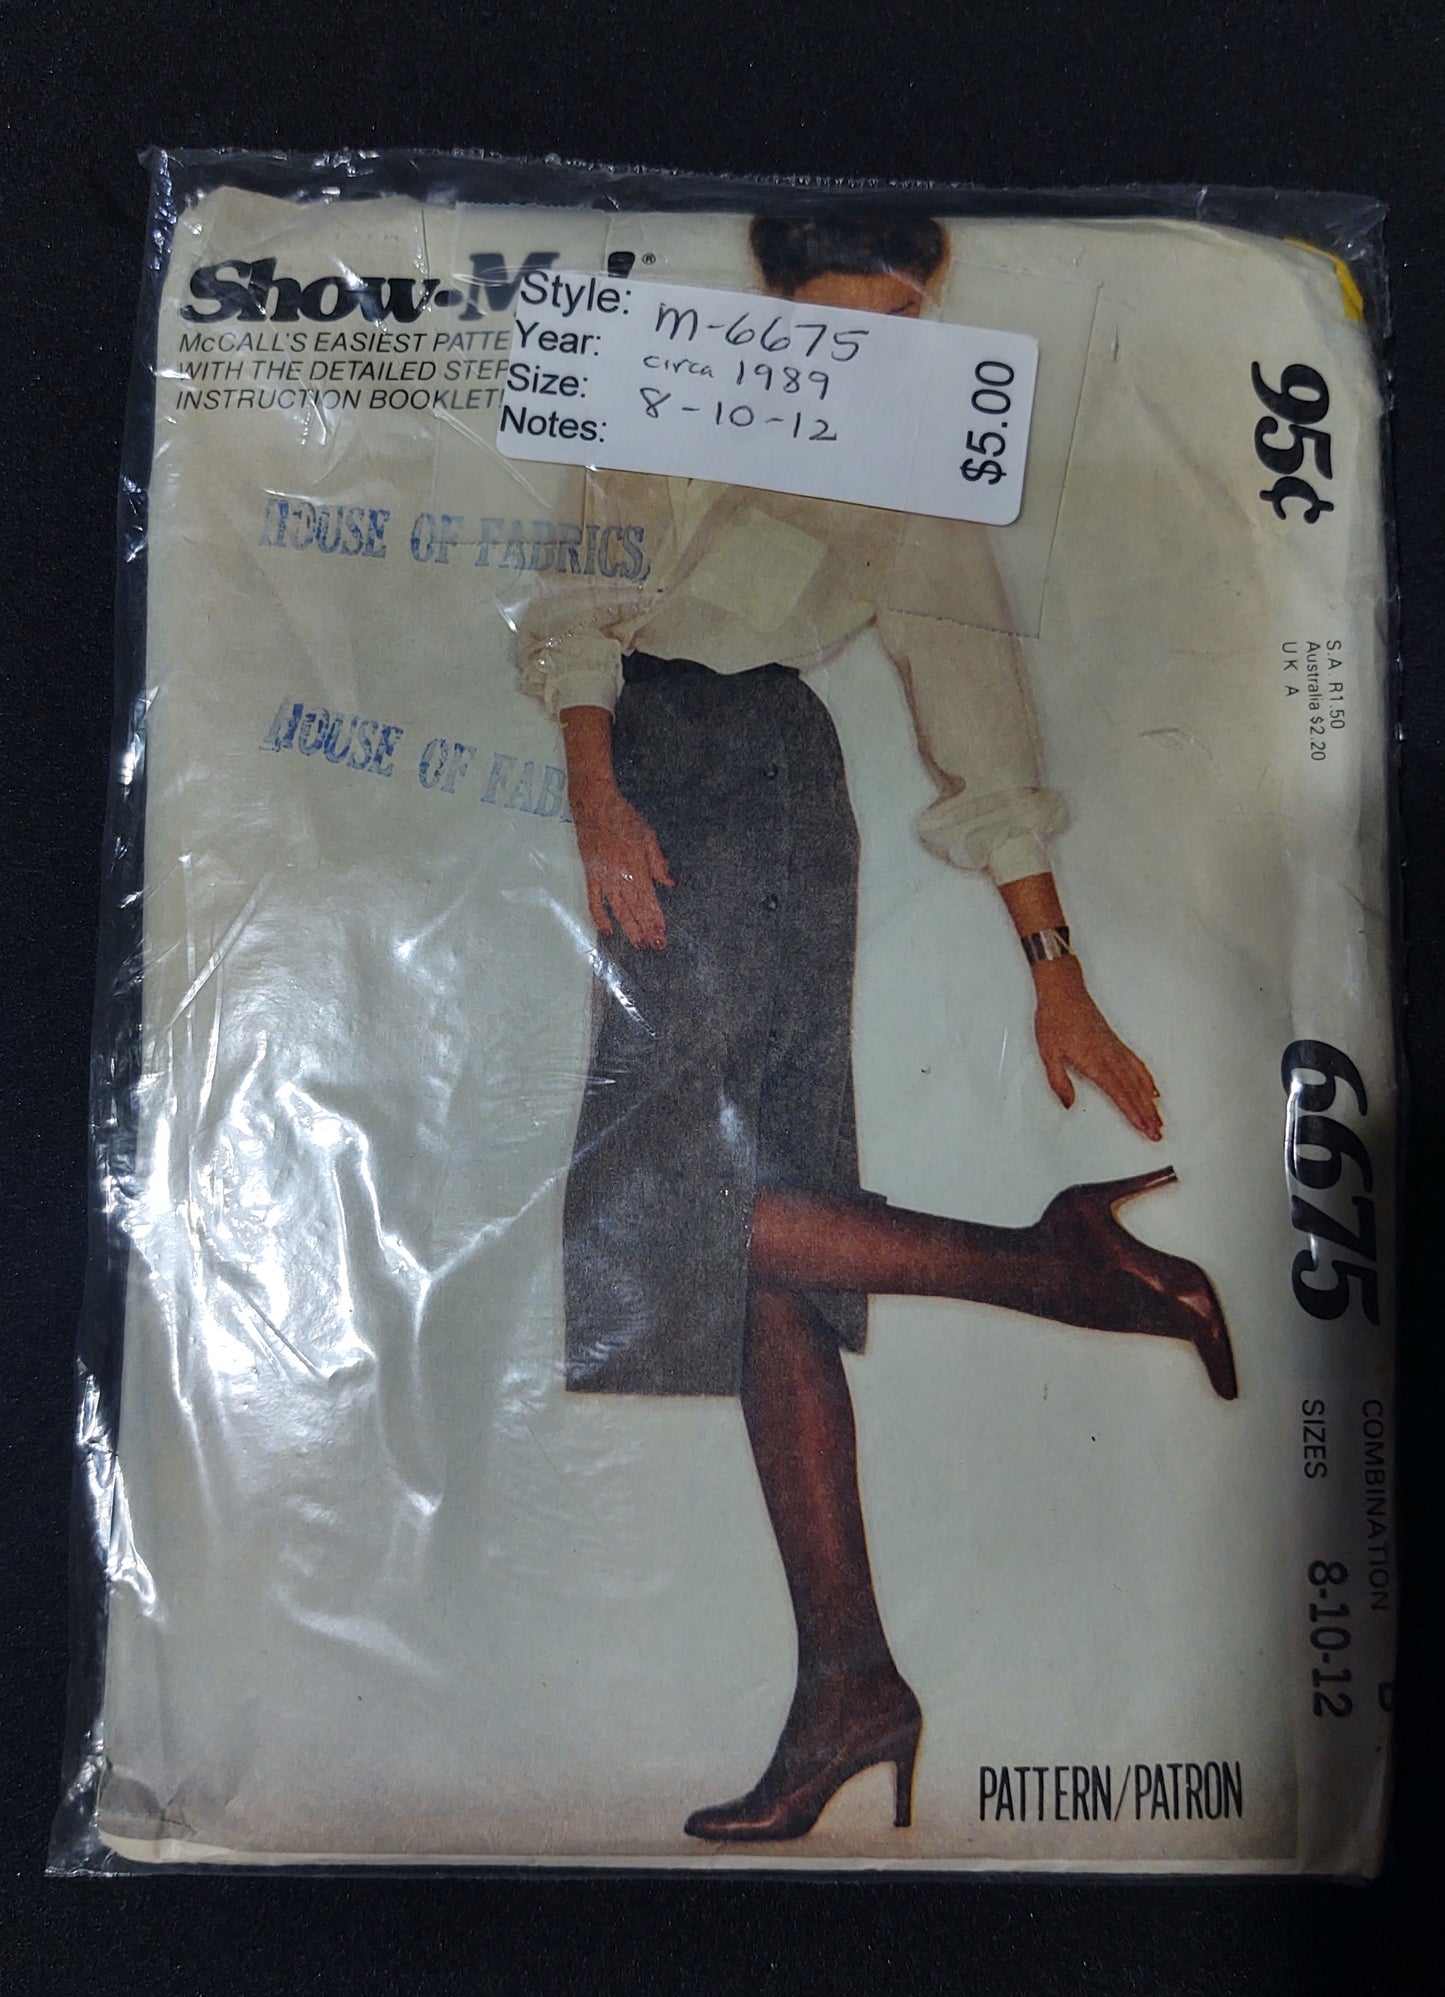 Show-M !®
McCALL'S EASIEST PATTE
WITH THE DETAILED STEP
INSTRUCTION BOOKLET!
Style: m-6675
Year: circa 1989
Size: 8-10-12
Notes:
$5.00
HOUSE OF FABRICS
HOUSE OF FAB
95¢
S.A. R1.50
Australia $2.20
U K A
6675
COMBINATION
SIZES 8-10-12
PATTERN/PATRON